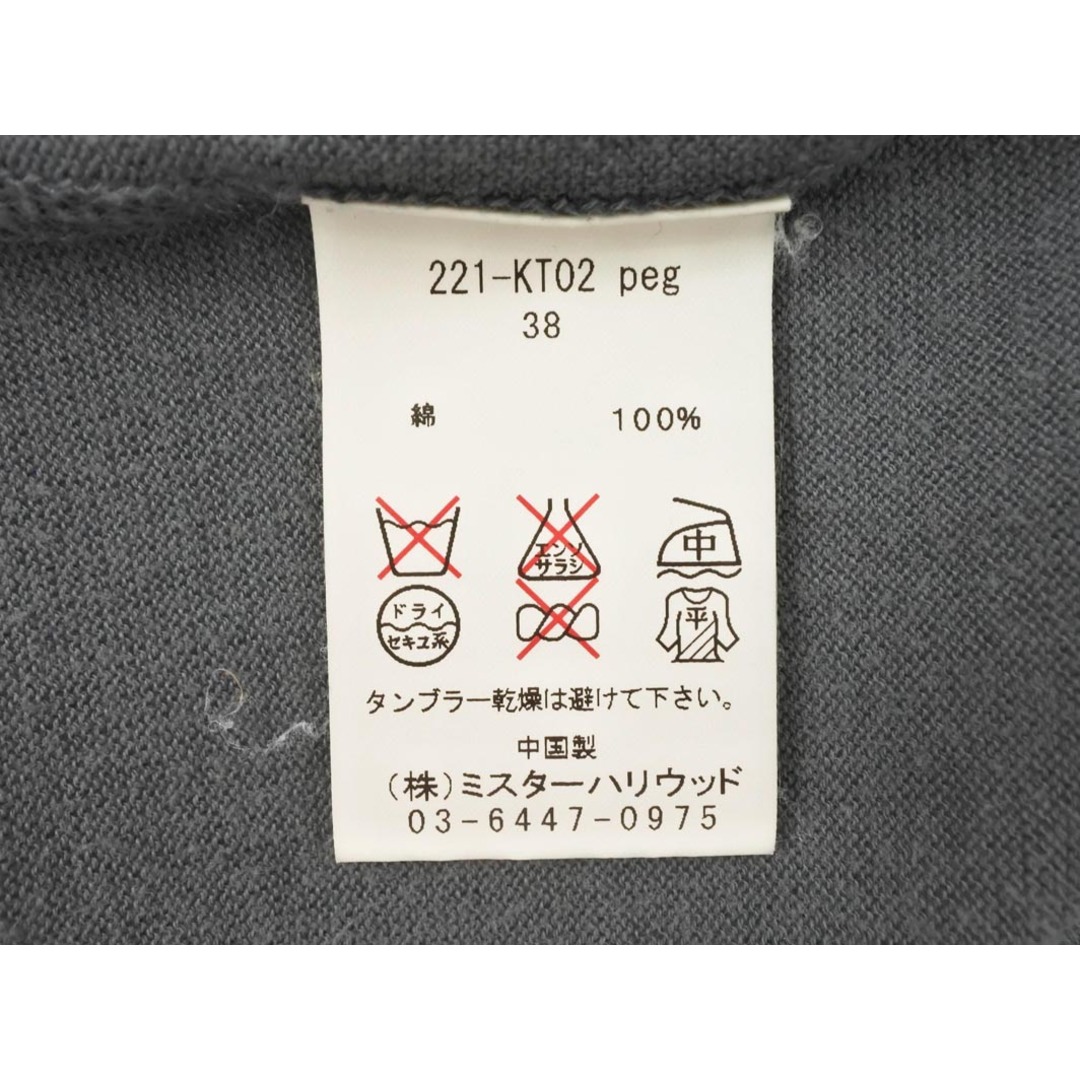 221-KT02 peg
38
綿 100%
エンソ
サラシ
中
ドライ
セキユ系
平
タンブラー乾燥は避けて下さい。
中国製
(株)ミスターハリウッド
03-6447-0975